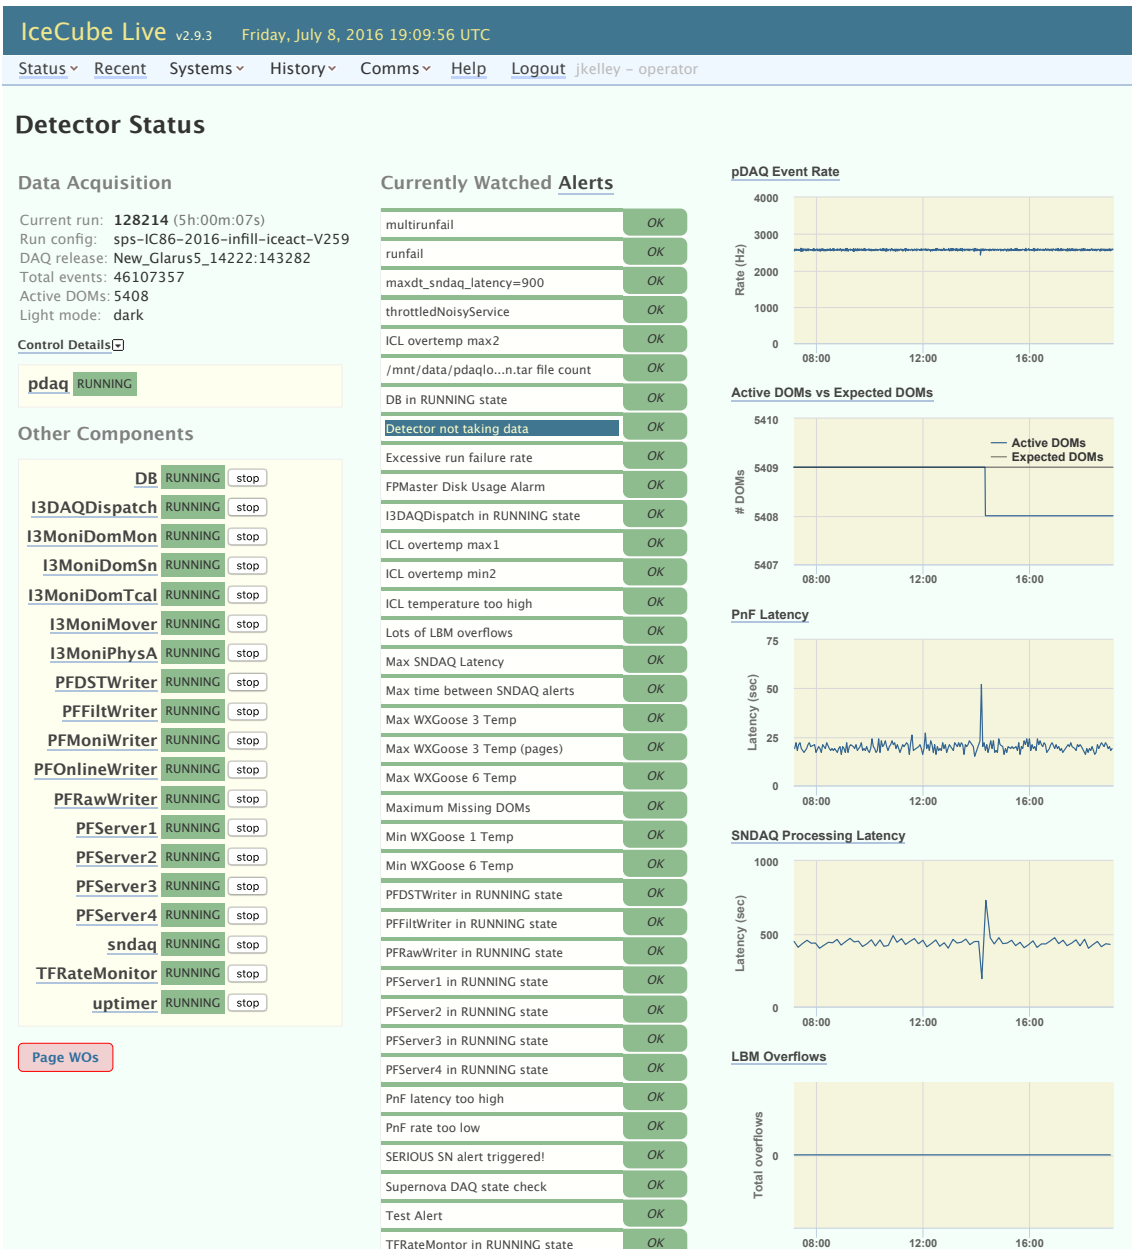 IceCube Live v2.9.3 Friday, July 8, 2016 19:09:56 UTC
Status Recent Systems History Comms Help Logout jkelley – operator
Detector Status
Data Acquisition
Current run: 128214 (5h:00m:07s)
Run config: sps-IC86-2016-infill-iceact-V259
DAQ release: New_Glarus5_14222:143282
Total events: 46107357
Active DOMs: 5408
Light mode: dark
Control Details
pdaq RUNNING
Other Components
DB RUNNING stop
I3DAQDispatch RUNNING stop
I3MoniDomMon RUNNING stop
I3MoniDomSn RUNNING stop
I3MoniDomTcal RUNNING stop
I3MoniMover RUNNING stop
I3MoniPhysA RUNNING stop
PFDSTWriter RUNNING stop
PFFiltWriter RUNNING stop
PFMoniWriter RUNNING stop
PFOnlineWriter RUNNING stop
PFRawWriter RUNNING stop
PFServer1 RUNNING stop
PFServer2 RUNNING stop
PFServer3 RUNNING stop
PFServer4 RUNNING stop
sndaq RUNNING stop
TFRateMonitor RUNNING stop
uptimer RUNNING stop
Page WOs
Currently Watched Alerts
multirunfail OK
runfail OK
maxdt_sndaq_latency=900 OK
throttledNoisyService OK
ICL overtemp max2 OK
/mnt/data/pdaqlo...n.tar file count OK
DB in RUNNING state OK
Detector not taking data OK
Excessive run failure rate OK
FPMaster Disk Usage Alarm OK
I3DAQDispatch in RUNNING state OK
ICL overtemp max1 OK
ICL overtemp min2 OK
ICL temperature too high OK
Lots of LBM overflows OK
Max SNDAQ Latency OK
Max time between SNDAQ alerts OK
Max WXGoose 3 Temp OK
Max WXGoose 3 Temp (pages) OK
Max WXGoose 6 Temp OK
Maximum Missing DOMs OK
Min WXGoose 1 Temp OK
Min WXGoose 6 Temp OK
PFDSTWriter in RUNNING state OK
PFFiltWriter in RUNNING state OK
PFRawWriter in RUNNING state OK
PFServer1 in RUNNING state OK
PFServer2 in RUNNING state OK
PFServer3 in RUNNING state OK
PFServer4 in RUNNING state OK
PnF latency too high OK
PnF rate too low OK
SERIOUS SN alert triggered! OK
Supernova DAQ state check OK
Test Alert OK
TFRateMontor in RUNNING state OK
pDAQ Event Rate
4000
3000
2000
1000
0
Rate (Hz)
08:00 12:00 16:00
Active DOMs vs Expected DOMs
5410
5409
5408
5407
# DOMs
Active DOMs
Expected DOMs
08:00 12:00 16:00
PnF Latency
75
50
25
0
Latency (sec)
08:00 12:00 16:00
SNDAQ Processing Latency
1000
500
0
Latency (sec)
08:00 12:00 16:00
LBM Overflows
0
Total overflows
08:00 12:00 16:00